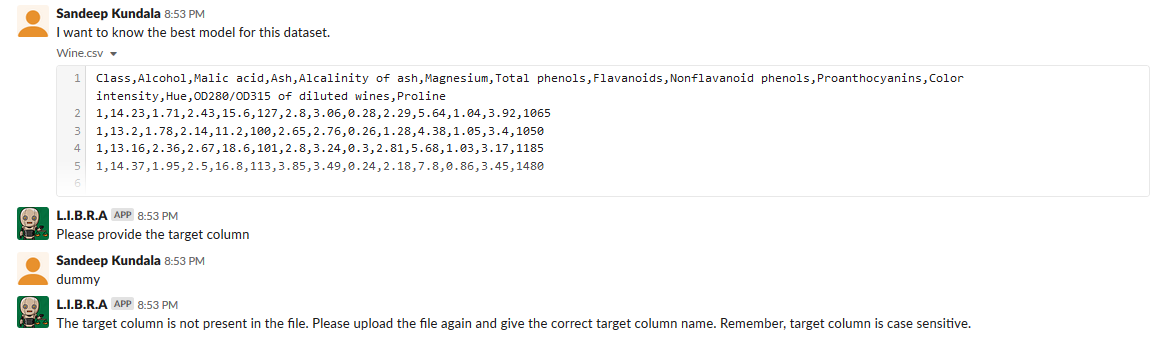 Sandeep Kundala 8:53 PM
I want to know the best model for this dataset.
Wine.csv
1 Class,Alcohol,Malic acid,Ash,Alcalinity of ash,Magnesium,Total phenols,Flavanoids,Nonflavanoid phenols,Proanthocyanins,Color
intensity,Hue,OD280/OD315 of diluted wines,Proline
2 1,14.23,1.71,2.43,15.6,127,2.8,3.06,0.28,2.29,5.64,1.04,3.92,1065
3 1,13.2,1.78,2.14,11.2,100,2.65,2.76,0.26,1.28,4.38,1.05,3.4,1050
4 1,13.16,2.36,2.67,18.6,101,2.8,3.24,0.3,2.81,5.68,1.03,3.17,1185
5 1,14.37,1.95,2.5,16.8,113,3.85,3.49,0.24,2.18,7.8,0.86,3.45,1480
6
L.I.B.R.A APP 8:53 PM
Please provide the target column
Sandeep Kundala 8:53 PM
dummy
L.I.B.R.A APP 8:53 PM
The target column is not present in the file. Please upload the file again and give the correct target column name. Remember, target column is case sensitive.